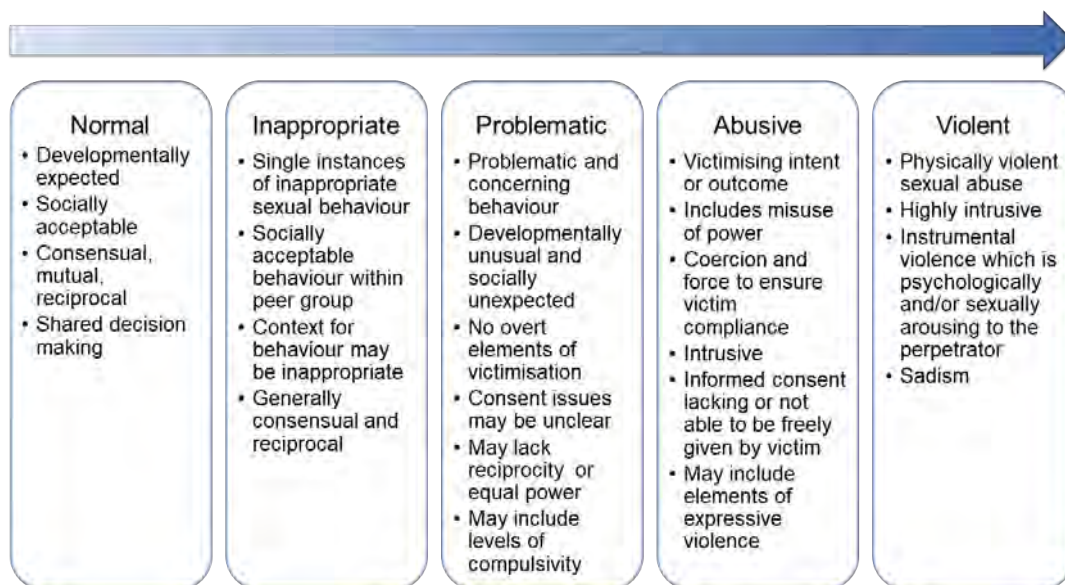 Normal
• Developmentally
expected
• Socially
acceptable
• Consensual,
mutual,
reciprocal
• Shared decision
making
Inappropriate
• Single instances
of inappropriate
sexual behaviour
• Socially
acceptable
behaviour within
peer group
• Context for
behaviour may
be inappropriate
• Generally
consensual and
reciprocal
Problematic
• Problematic and
concerning
behaviour
• Developmentally
unusual and
socially
unexpected
• No overt
elements of
victimisation
• Consent issues
may be unclear
• May lack
reciprocity or
equal power
• May include
levels of
compulsivity
Abusive
• Victimising intent
or outcome
• Includes misuse
of power
• Coercion and
force to ensure
victim
compliance
• Intrusive
• Informed consent
lacking or not
able to be freely
given by victim
• May include
elements of
expressive
violence
Violent
• Physically violent
sexual abuse
• Highly intrusive
• Instrumental
violence which is
psychologically
and/or sexually
arousing to the
perpetrator
• Sadism